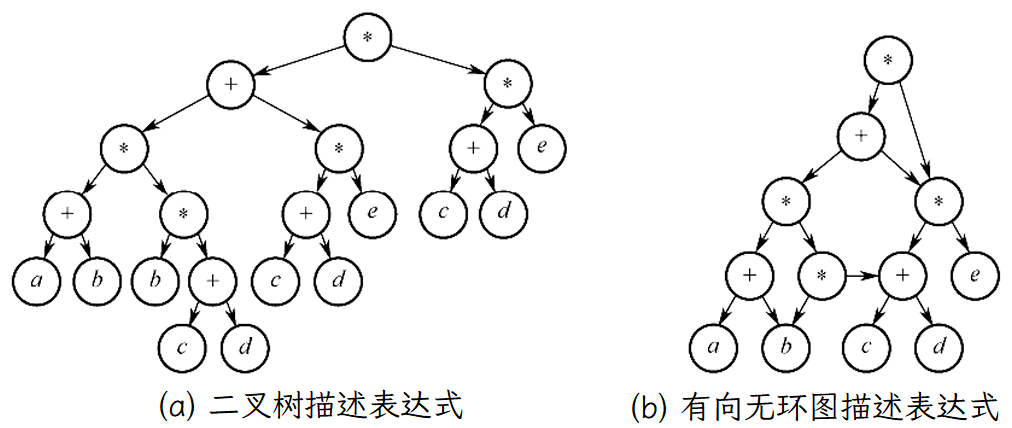 *
+ *
* * + e
+ * + e c d
a b b + c d
c d
(a) 二叉树描述表达式
*
+
* *
+ * + e
a b c d
(b) 有向无环图描述表达式